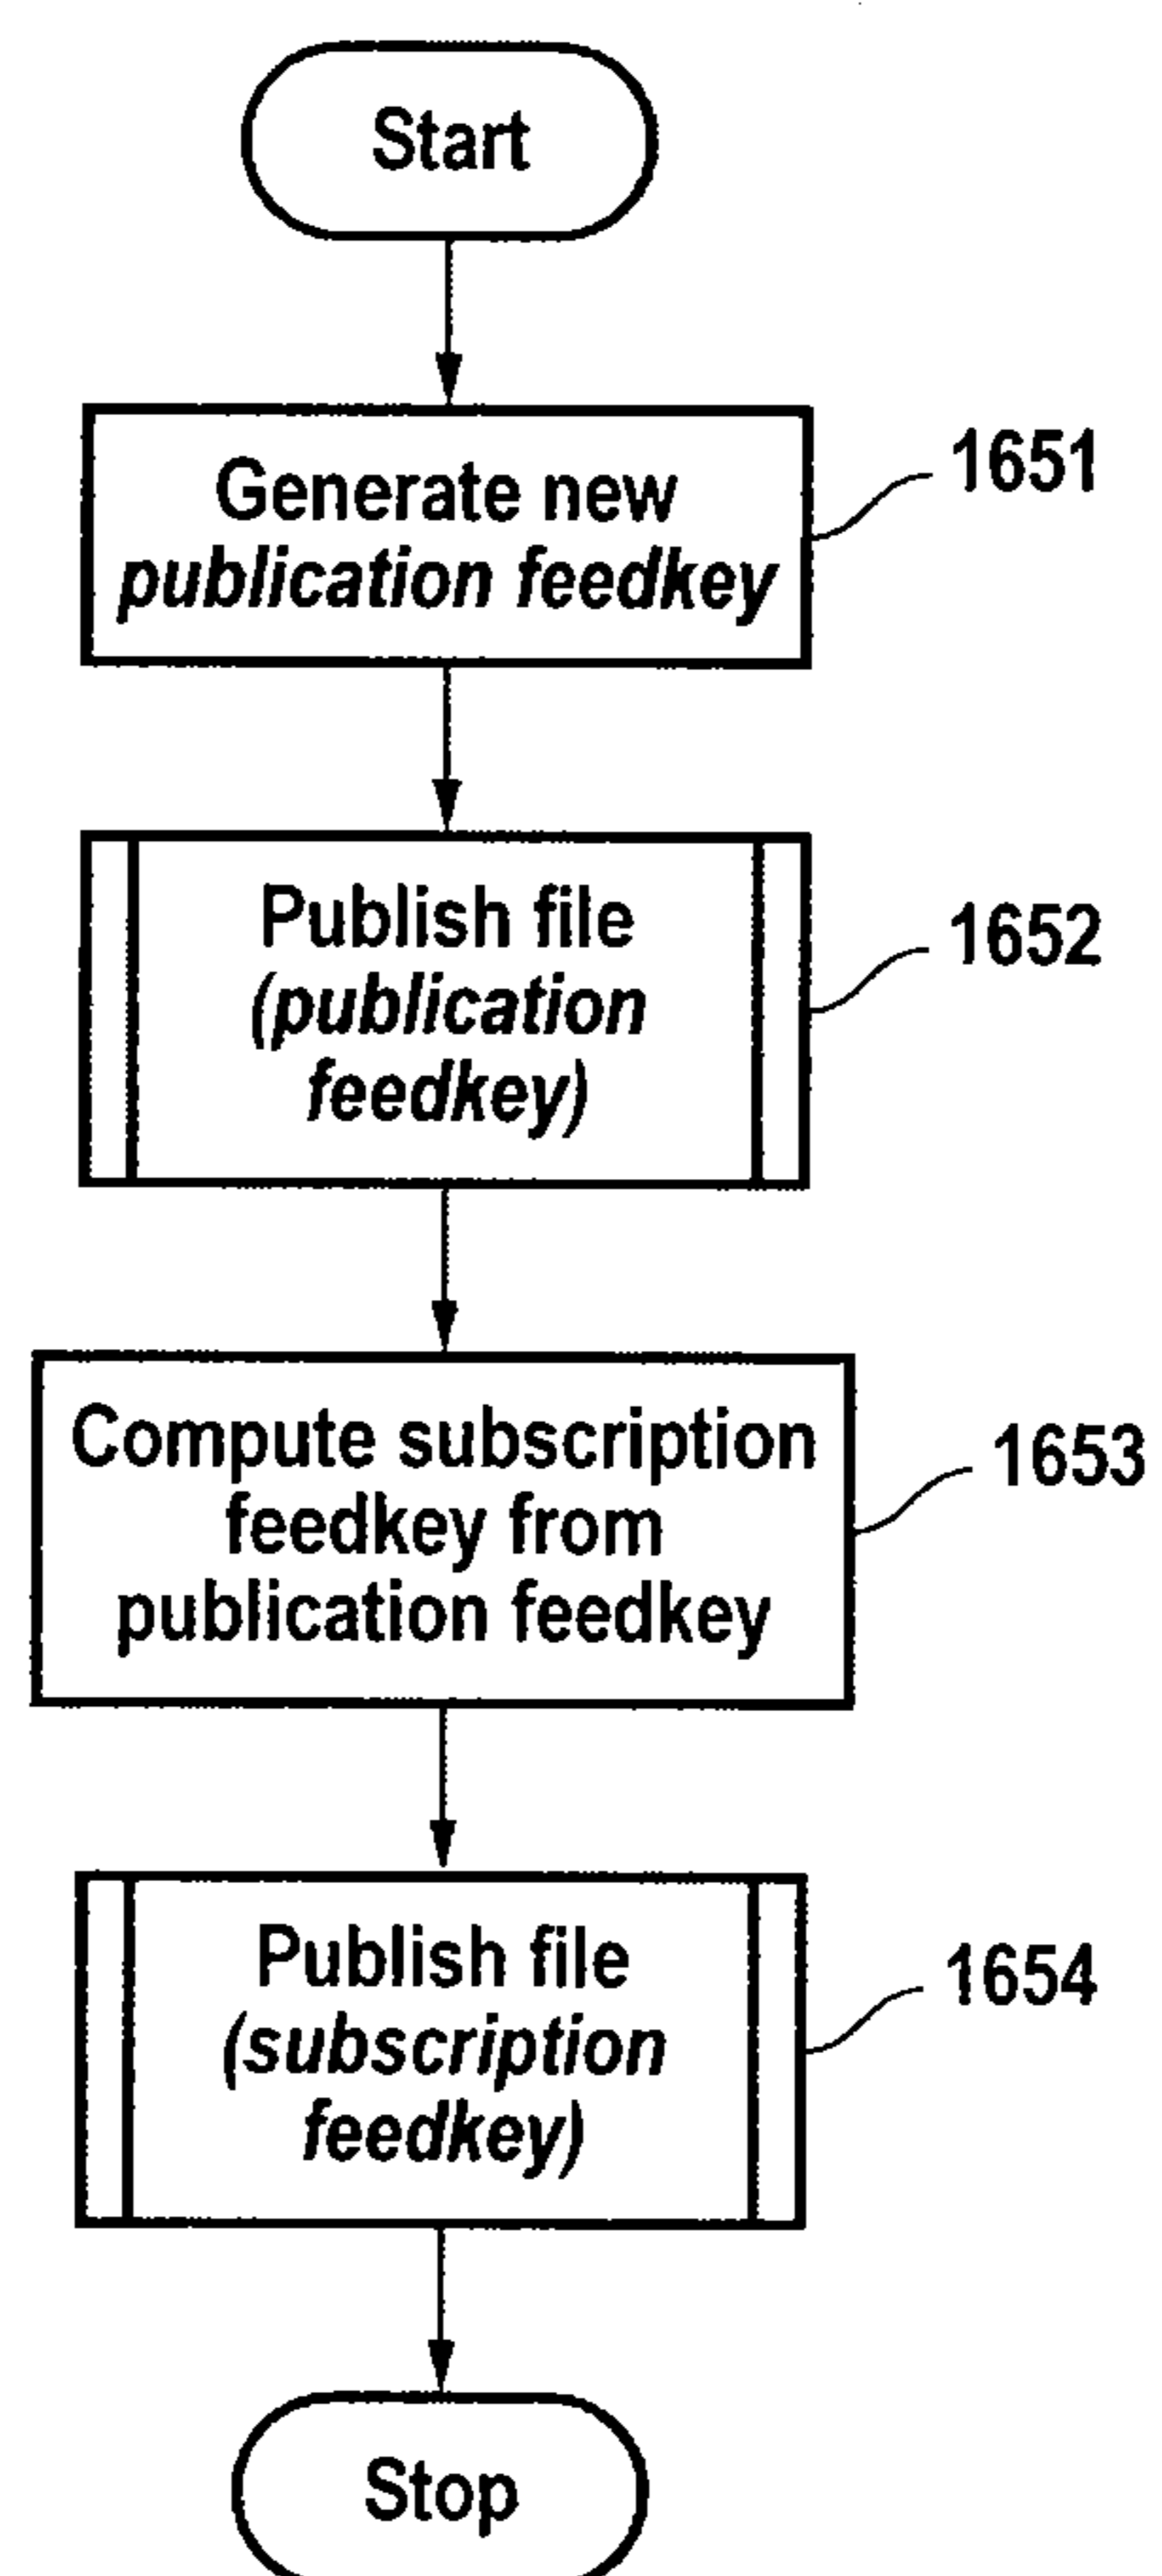 Start
Generate new
publication feedkey
1651
Publish file
(publication
feedkey)
1652
Compute subscription
feedkey from
publication feedkey
1653
Publish file
(subscription
feedkey)
1654
Stop